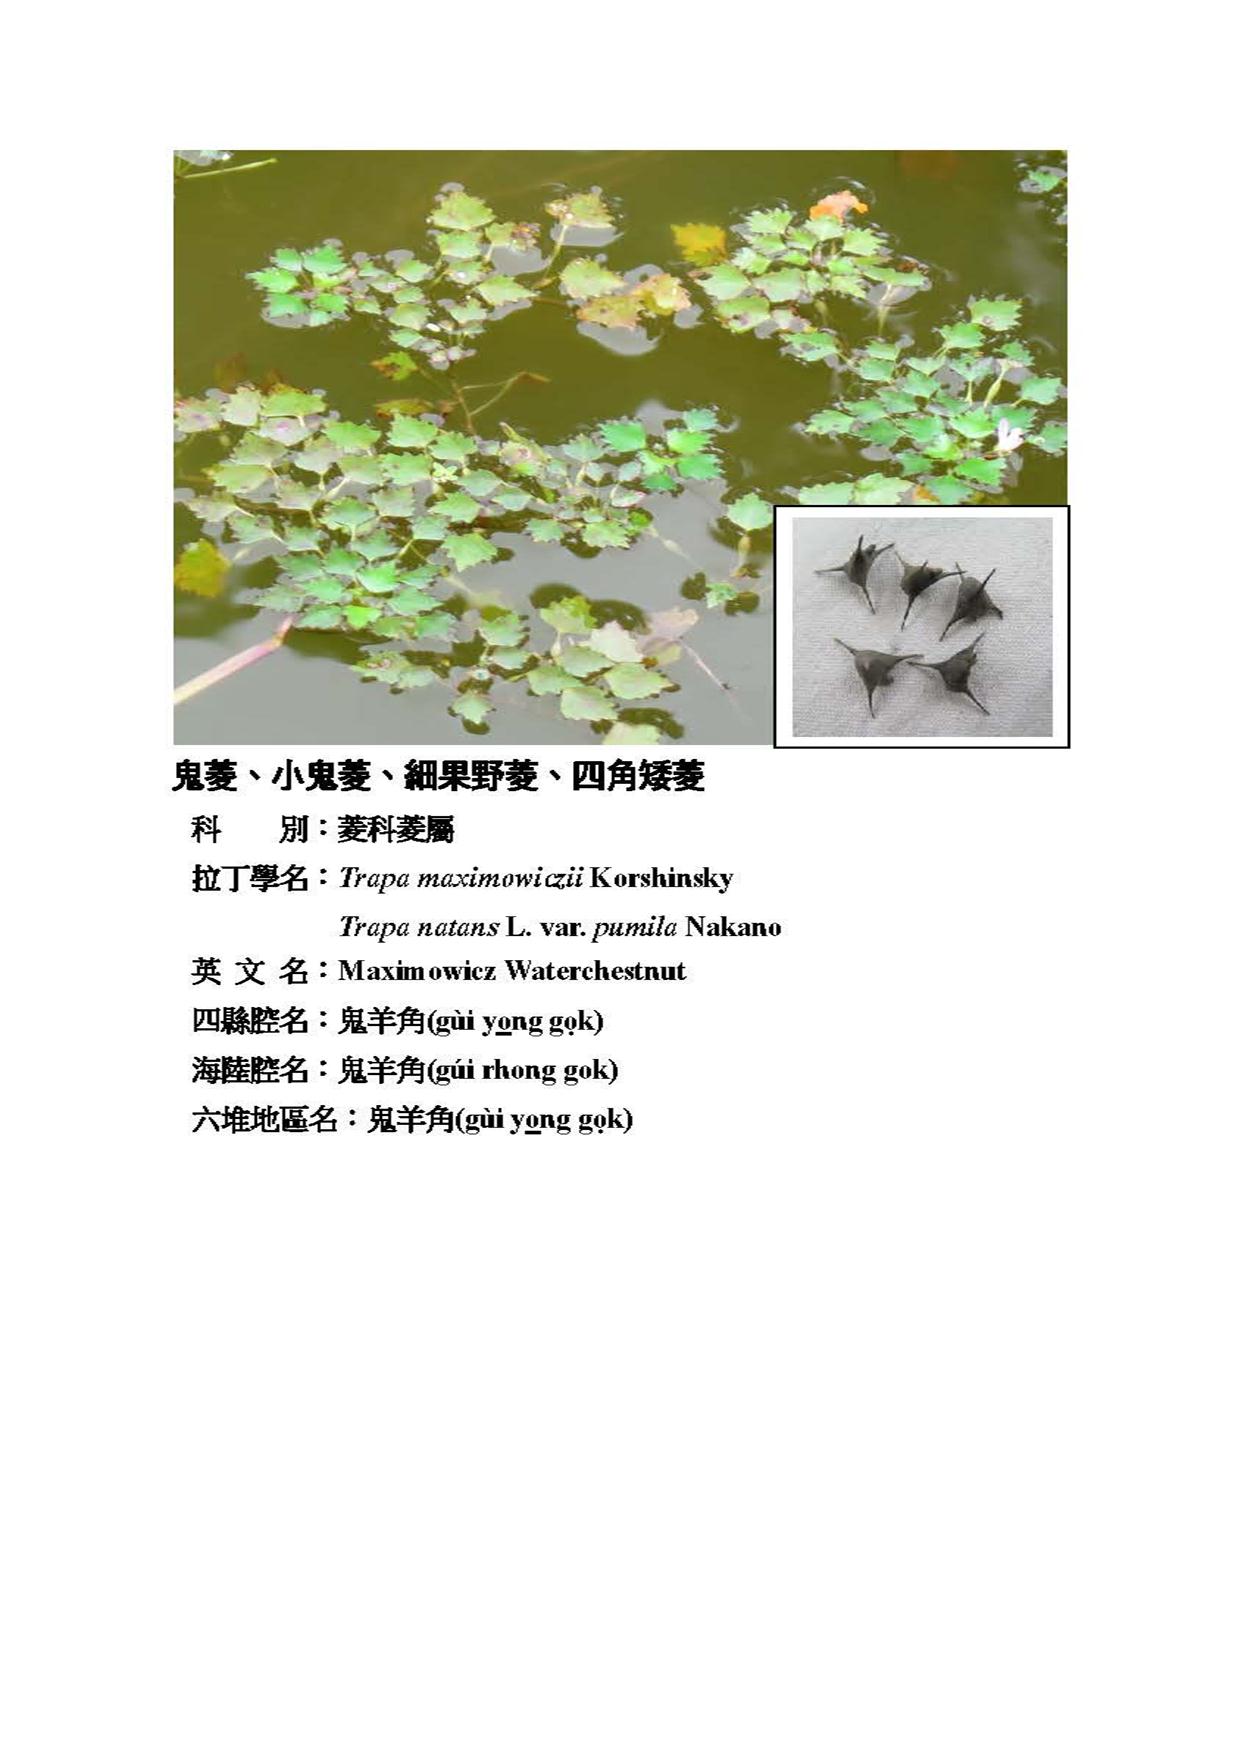 鬼菱、小鬼菱、細果野菱、四角矮菱
科　　別：菱科菱屬
拉丁學名：Trapa maximowiczii Korshinsky
Trapa natans L. var. pumila Nakano
英 文 名：Maximowicz Waterchestnut
四縣腔名：鬼羊角(gùi yo̲ng gọk)
海陸腔名：鬼羊角(gúi rhong gok)
六堆地區名：鬼羊角(gùi yo̲ng gọk)